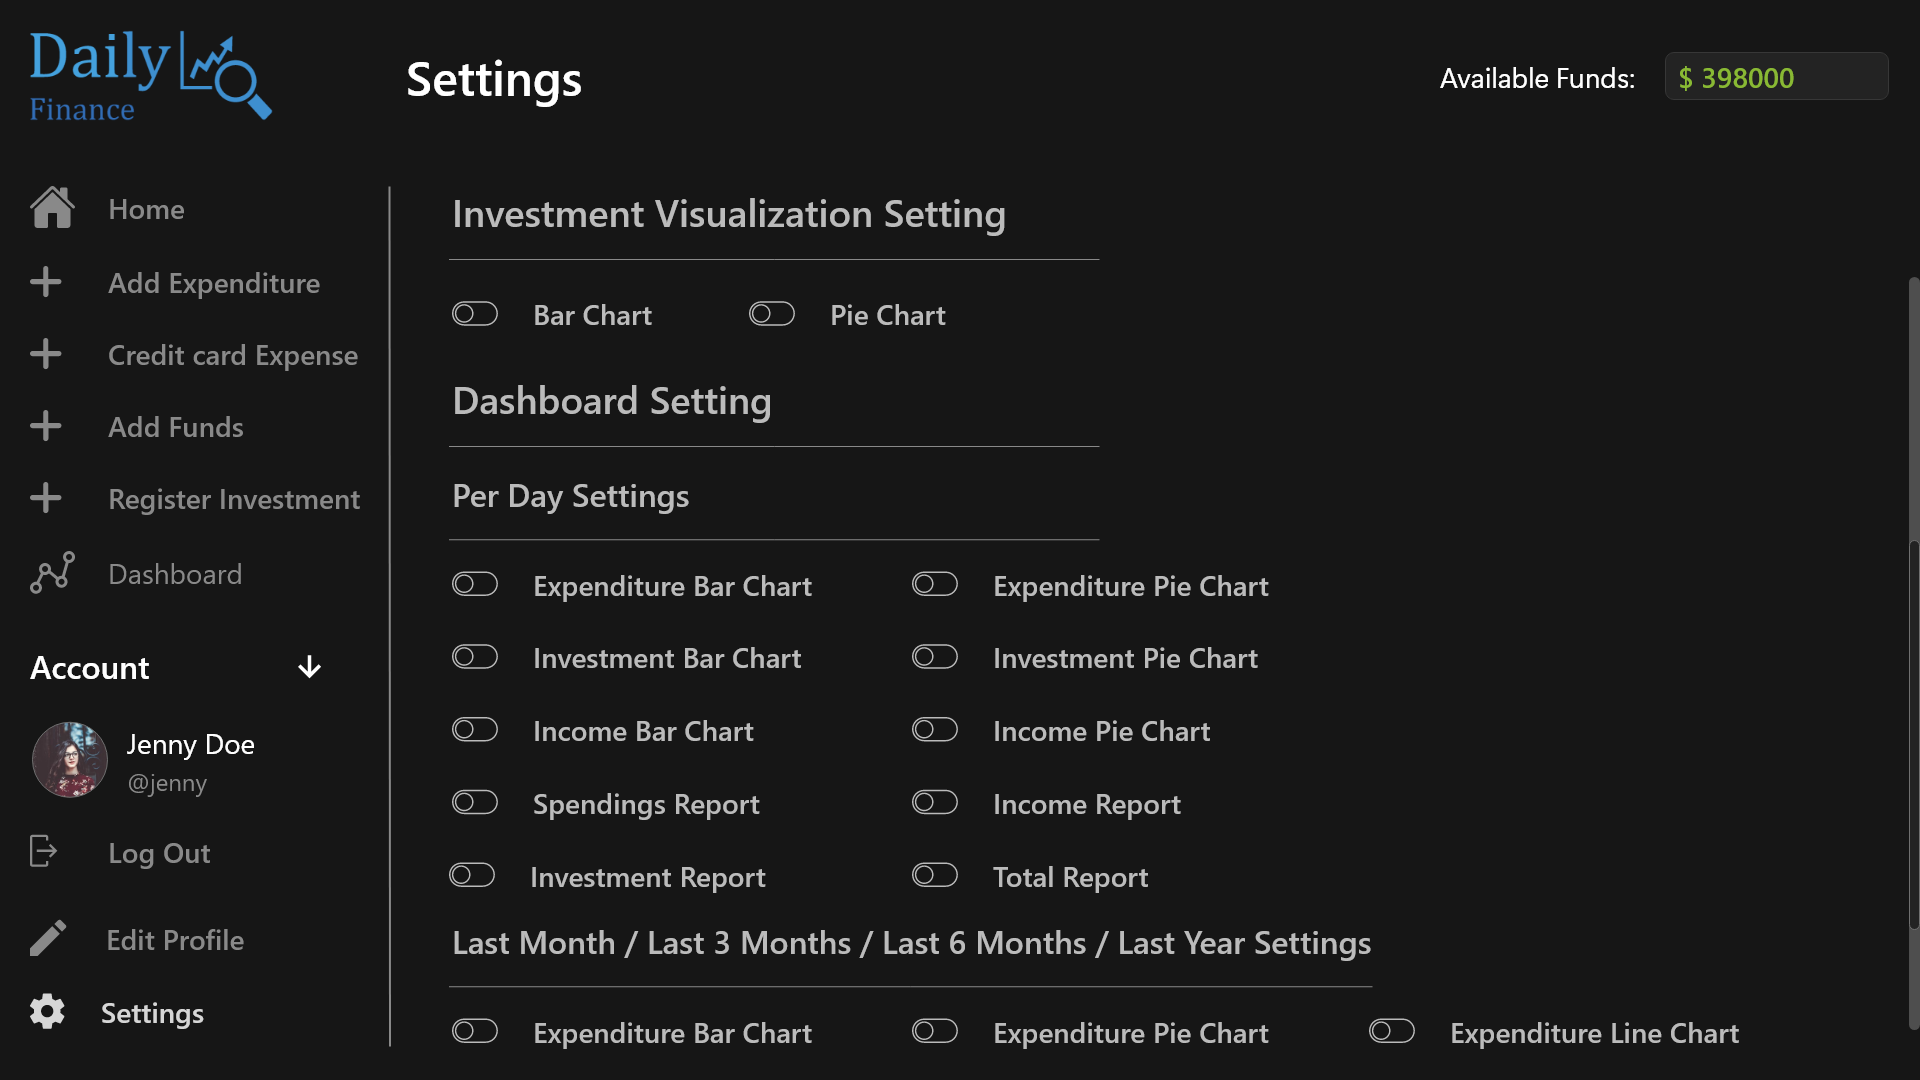 Daily
Finance
Settings
Available Funds:
$ 398000
Home
Add Expenditure
Credit card Expense
Add Funds
Register Investment
Dashboard
Account
Jenny Doe
@jenny
Log Out
Edit Profile
Settings
Investment Visualization Setting
Bar Chart
Pie Chart
Dashboard Setting
Per Day Settings
Expenditure Bar Chart
Expenditure Pie Chart
Investment Bar Chart
Investment Pie Chart
Income Bar Chart
Income Pie Chart
Spendings Report
Income Report
Investment Report
Total Report
Last Month / Last 3 Months / Last 6 Months / Last Year Settings
Expenditure Bar Chart
Expenditure Pie Chart
Expenditure Line Chart